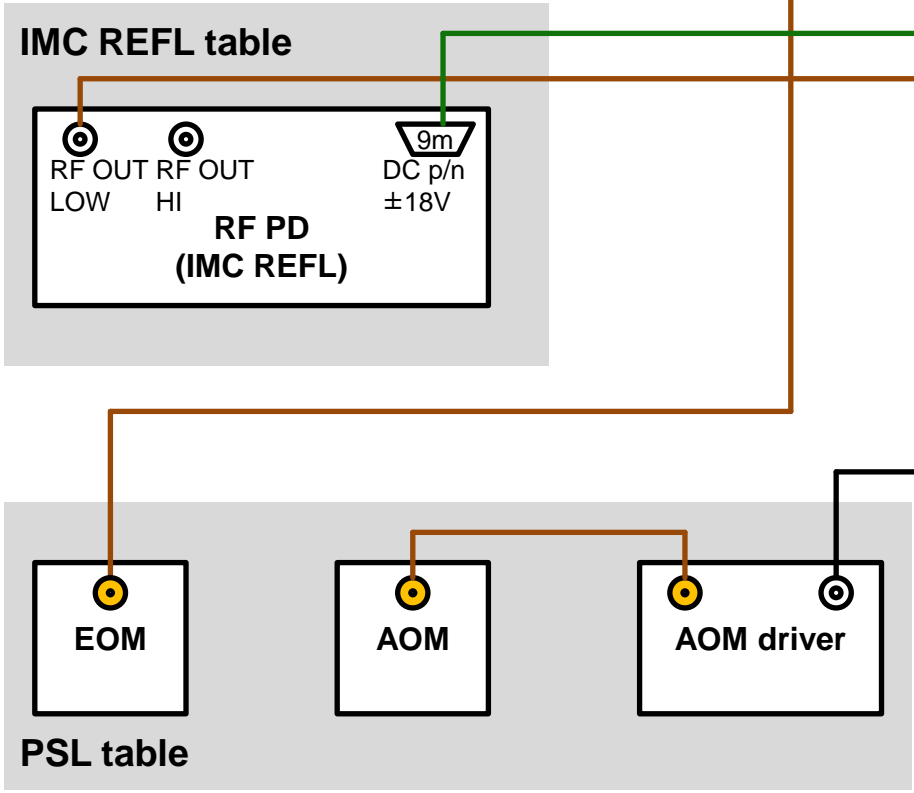 IMC REFL table
9m
RF OUT RF OUT DC p/n
LOW HI ±18V
RF PD
(IMC REFL)
EOM AOM AOM driver
PSL table